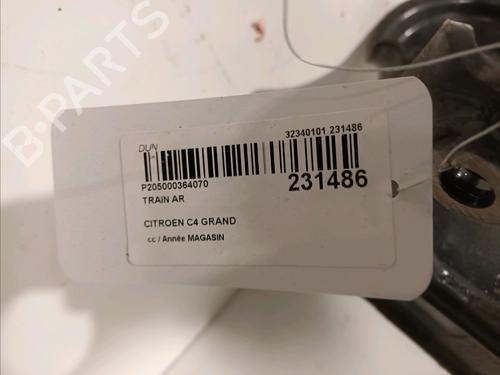 B-PARTS
DUN
32340101 231486
P205000364070
231486
TRAIN AR
CITROEN C4 GRAND
cc / Année MAGASIN